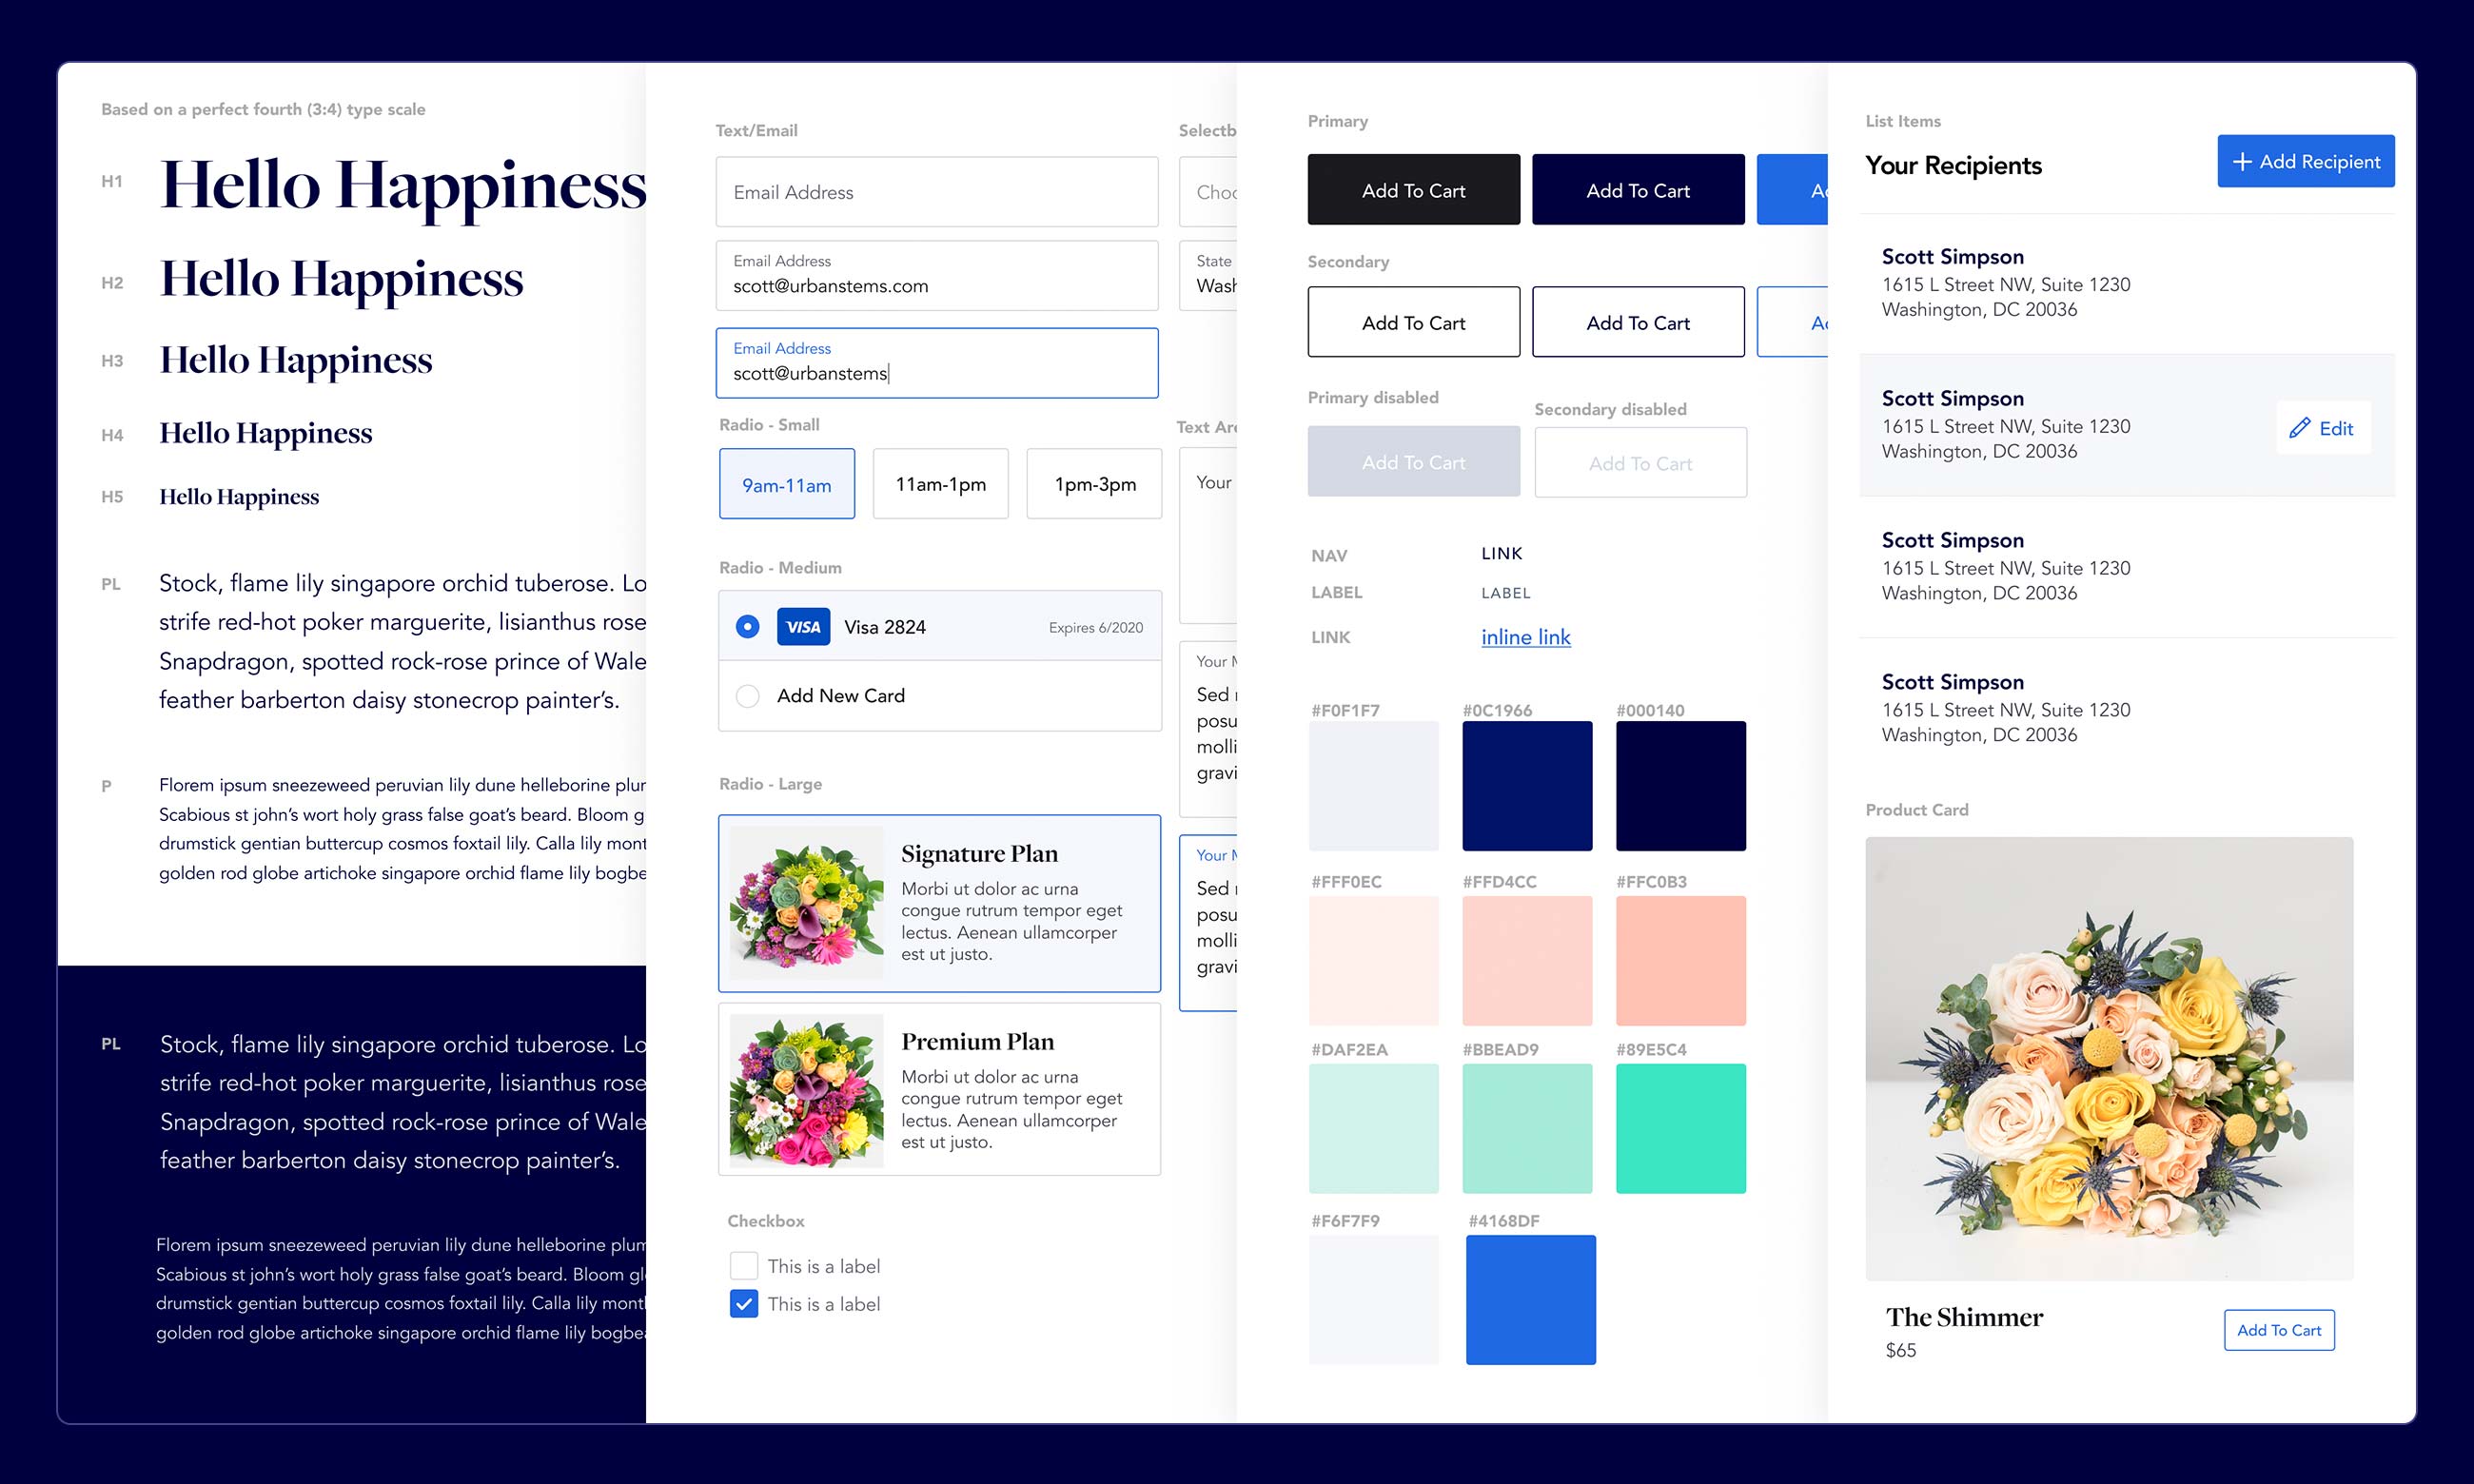 Based on a perfect fourth (3:4) type scale
H1
Hello Happiness
H2
Hello Happiness
H3
Hello Happiness
H4
Hello Happiness
H5
Hello Happiness
PL
Stock, flame lily singapore orchid tuberose. Lo
strife red-hot poker marguerite, lisianthus rose
Snapdragon, spotted rock-rose prince of Wale
feather barberton daisy stonecrop painter’s.
P
Florem ipsum sneezeweed peruvian lily dune helleborine plum
Scabious st john’s wort holy grass false goat’s beard. Bloom g
drumstick gentian buttercup cosmos foxtail lily. Calla lily mont
golden rod globe artichoke singapore orchid flame lily bogbe
PL
Stock, flame lily singapore orchid tuberose. Lo
strife red-hot poker marguerite, lisianthus rose
Snapdragon, spotted rock-rose prince of Wale
feather barberton daisy stonecrop painter’s.
Florem ipsum sneezeweed peruvian lily dune helleborine plum
Scabious st john’s wort holy grass false goat’s beard. Bloom gl
drumstick gentian buttercup cosmos foxtail lily. Calla lily mont
golden rod globe artichoke singapore orchid flame lily bogbea
Text/Email
Email Address
Email Address
scott@urbanstems.com
Email Address
scott@urbanstems
Radio - Small
9am-11am
11am-1pm
1pm-3pm
Radio - Medium
VISA
Visa 2824
Expires 6/2020
Add New Card
Radio - Large
Signature Plan
Morbi ut dolor ac urna
congue rutrum tempor eget
lectus. Aenean ullamcorper
est ut justo.
Premium Plan
Morbi ut dolor ac urna
congue rutrum tempor eget
lectus. Aenean ullamcorper
est ut justo.
Checkbox
This is a label
This is a label
Selectb
Choo
State
Wash
Text Are
Your
Your M
Sed
posu
molli
gravi
Your M
Sed
posu
molli
gravi
Primary
Add To Cart
Add To Cart
Secondary
Add To Cart
Add To Cart
Primary disabled
Add To Cart
Secondary disabled
Add To Cart
NAV
LINK
LABEL
LABEL
LINK
inline link
#F0F1F7
#0C1966
#000140
#FFF0EC
#FFD4CC
#FFC0B3
#DAF2EA
#BBEAD9
#89E5C4
#F6F7F9
#4168DF
List Items
Your Recipients
+ Add Recipient
Scott Simpson
1615 L Street NW, Suite 1230
Washington, DC 20036
Scott Simpson
1615 L Street NW, Suite 1230
Washington, DC 20036
Edit
Scott Simpson
1615 L Street NW, Suite 1230
Washington, DC 20036
Scott Simpson
1615 L Street NW, Suite 1230
Washington, DC 20036
Product Card
The Shimmer
$65
Add To Cart